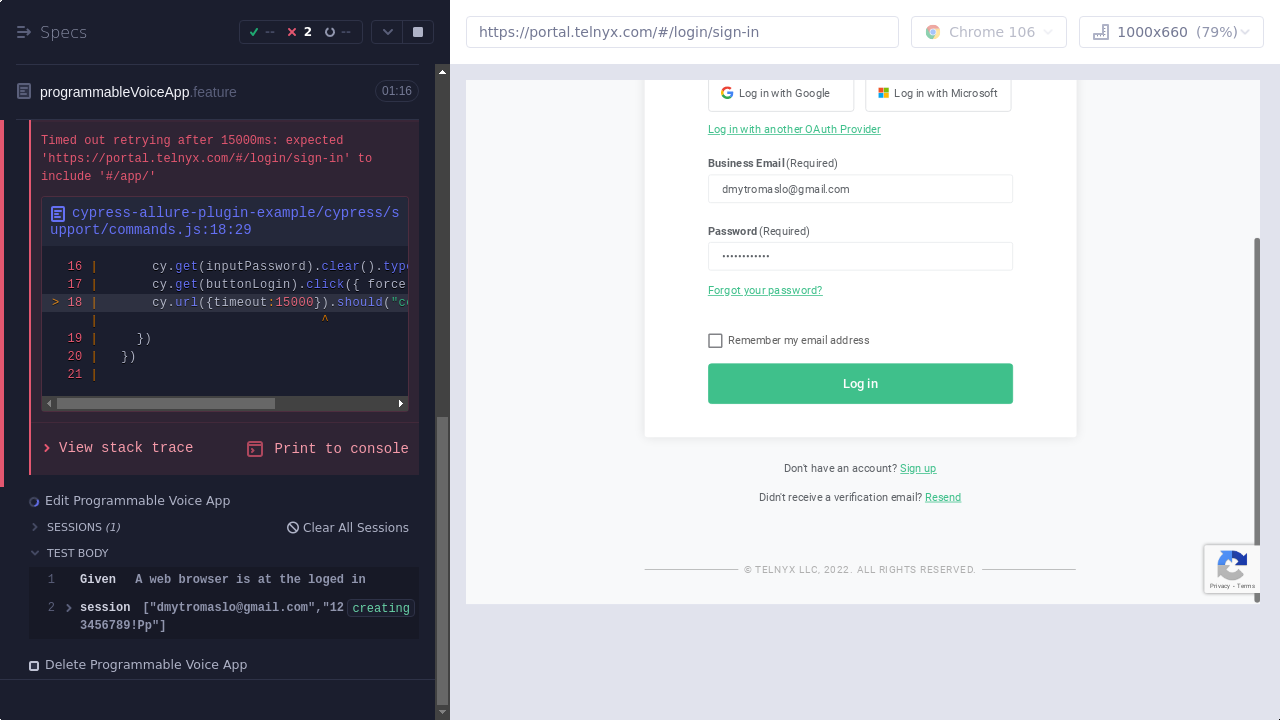 Specs
-- 2 --
programmableVoiceApp.feature 01:16
Timed out retrying after 15000ms: expected
'https://portal.telnyx.com/#/login/sign-in' to
include '#/app/'
cypress-allure-plugin-example/cypress/s
upport/commands.js:18:29
16 | cy.get(inputPassword).clear().type
17 | cy.get(buttonLogin).click({ force
> 18 | cy.url({timeout:15000}).should("co
| ^
19 | })
20 | })
21 |
View stack trace Print to console
Edit Programmable Voice App
SESSIONS (1) Clear All Sessions
TEST BODY
1 Given A web browser is at the loged in
2 session ["dmytromaslo@gmail.com","12 creating
3456789!Pp"]
Delete Programmable Voice App
https://portal.telnyx.com/#/login/sign-in
Chrome 106
1000x660 (79%)
Log in with Google
Log in with Microsoft
Log in with another OAuth Provider
Business Email (Required)
dmytromaslo@gmail.com
Password (Required)
••••••••••••
Forgot your password?
Remember my email address
Log in
Don't have an account? Sign up
Didn't receive a verification email? Resend
© TELNYX LLC, 2022. ALL RIGHTS RESERVED.
Privacy - Terms